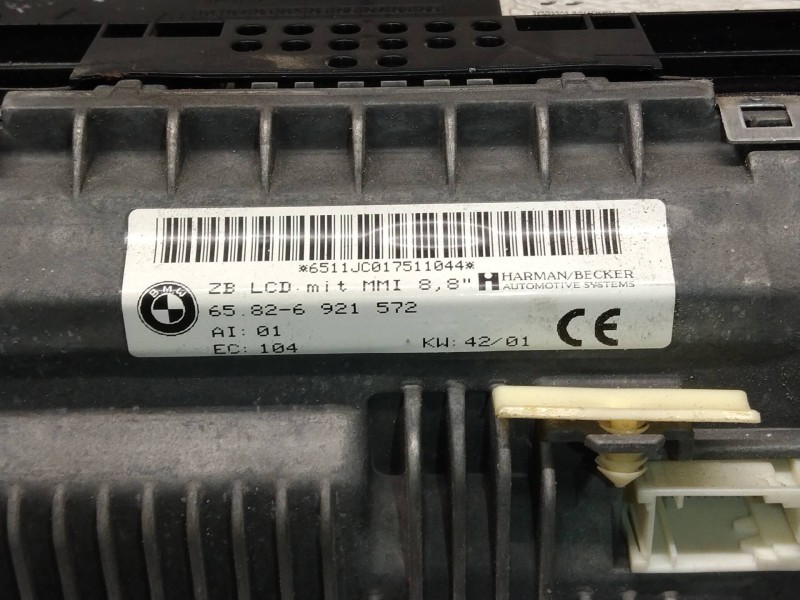 *6511JC017511044*
ZB LCD mit MMI 8,8"
HARMAN/BECKER
AUTOMOTIVE SYSTEMS
BMW
65.82-6 921 572
AI: 01
EC: 104
KW: 42/01
CE